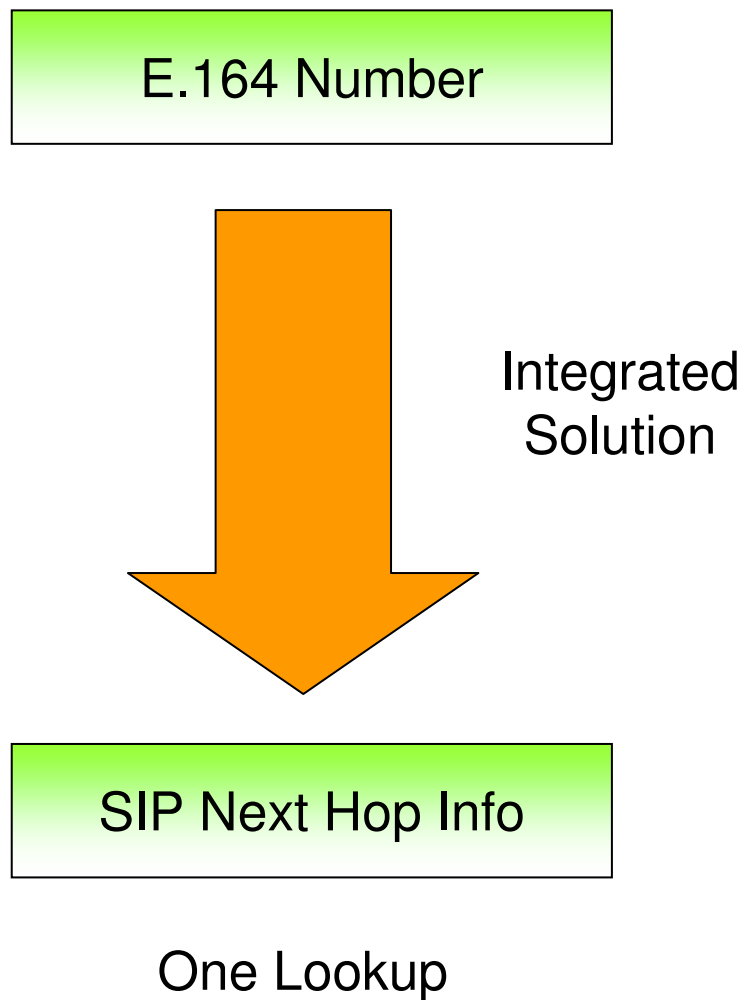 E.164 Number
Integrated
Solution
SIP Next Hop Info
One Lookup